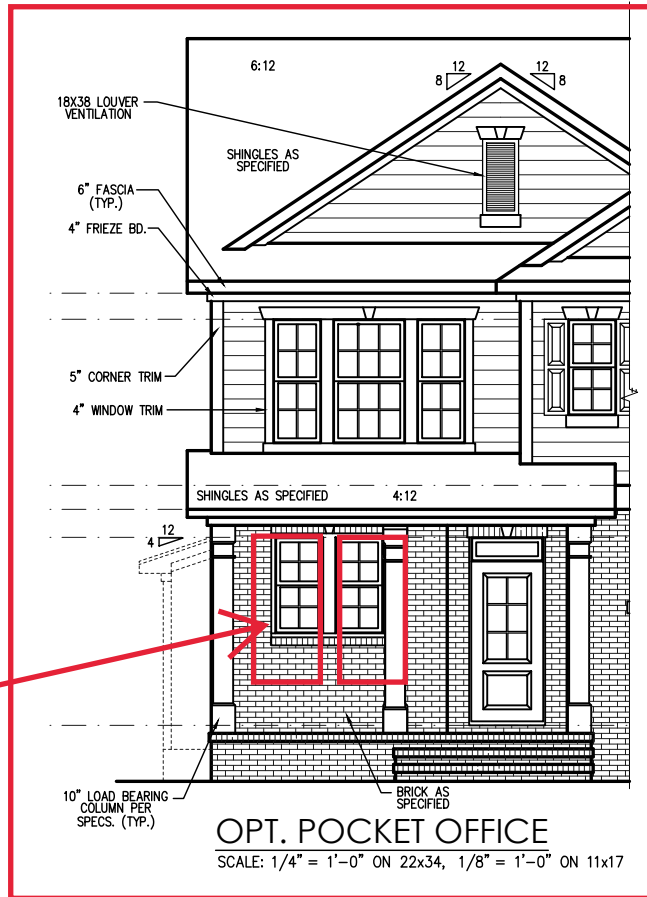 6:12
12
12
8
8
18X38 LOUVER
VENTILATION
SHINGLES AS
SPECIFIED
6" FASCIA
(TYP.)
4" FRIEZE BD.
5" CORNER TRIM
4" WINDOW TRIM
SHINGLES AS SPECIFIED
4:12
12
4
10" LOAD BEARING
COLUMN PER
SPECS. (TYP.)
BRICK AS
SPECIFIED
OPT. POCKET OFFICE
SCALE: 1/4" = 1'-0" ON 22x34, 1/8" = 1'-0" ON 11x17